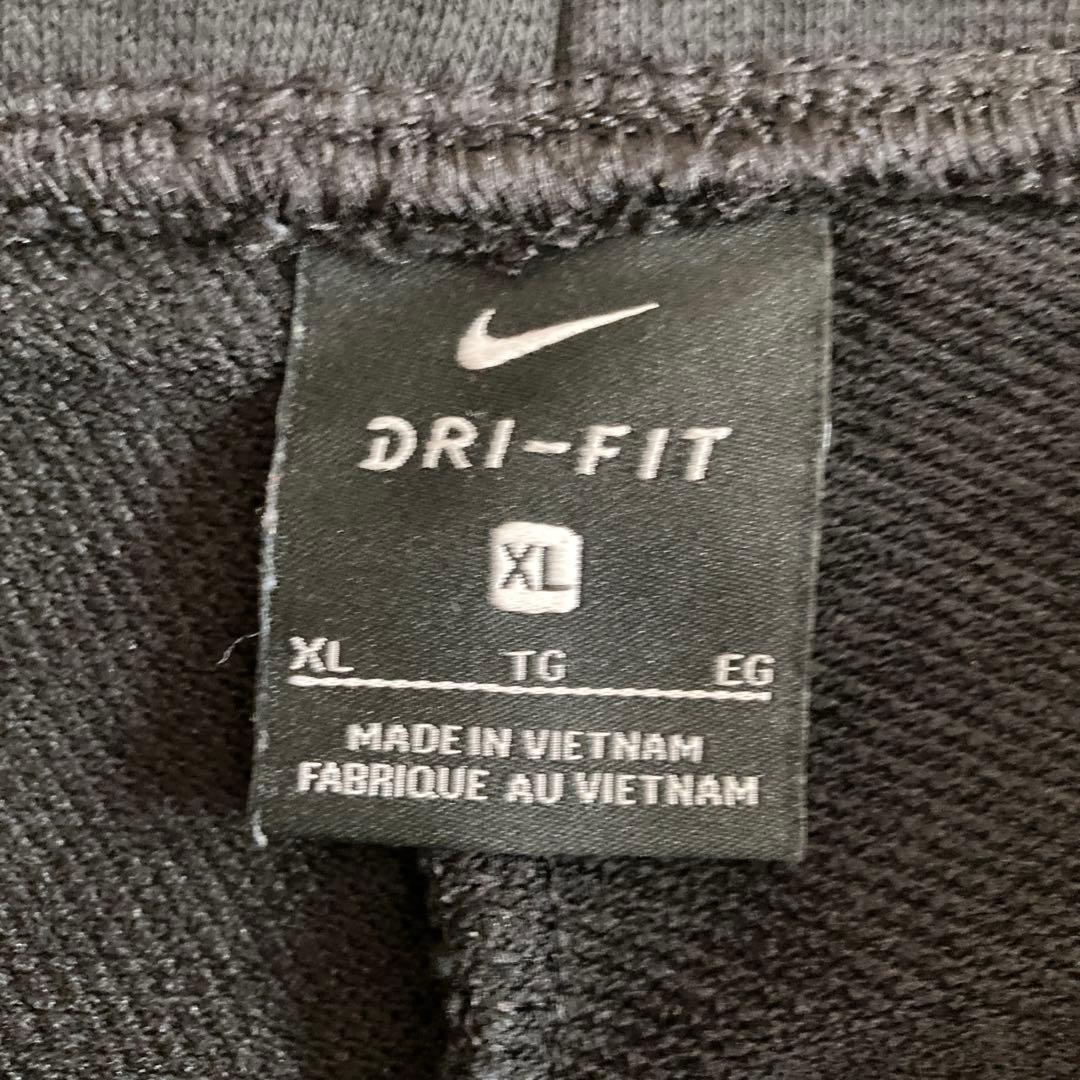 DRI-FIT
XL
XL TG EG
MADE IN VIETNAM
FABRIQUE AU VIETNAM